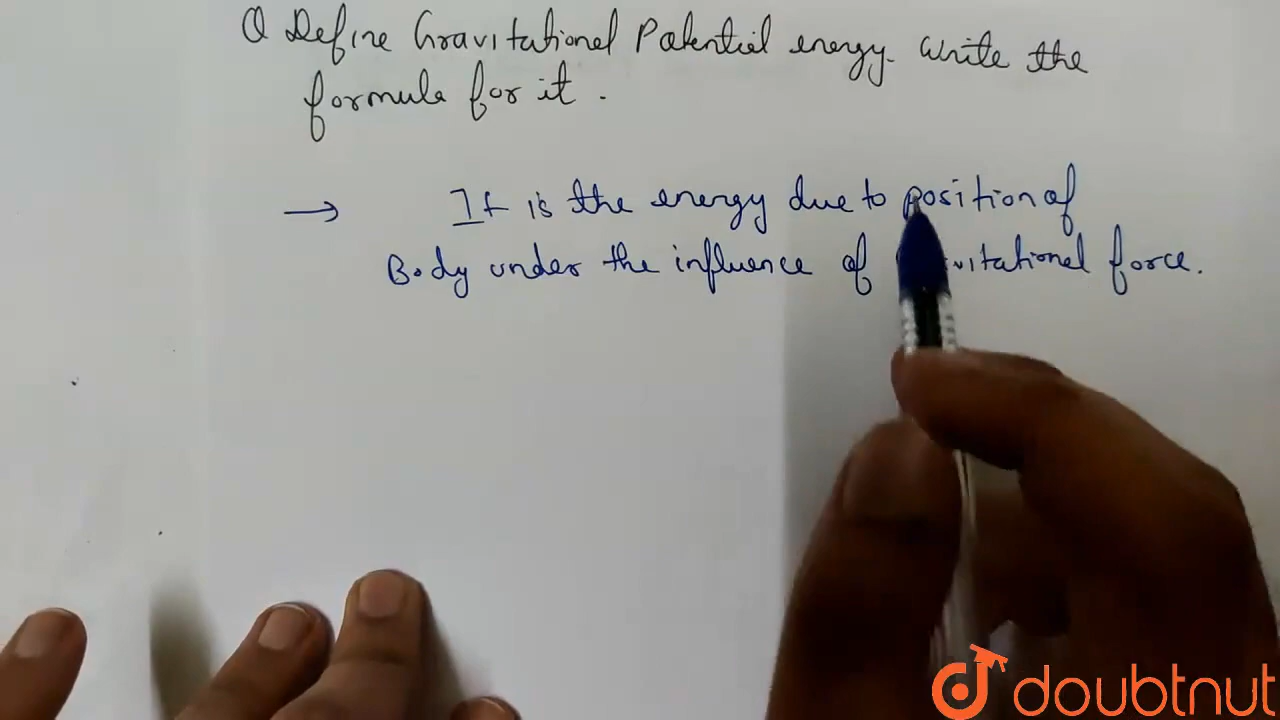 Q Define Gravitational Potential energy. Write the
formula for it.
→ It is the energy due to position of
Body under the influence of force.
doubtnut